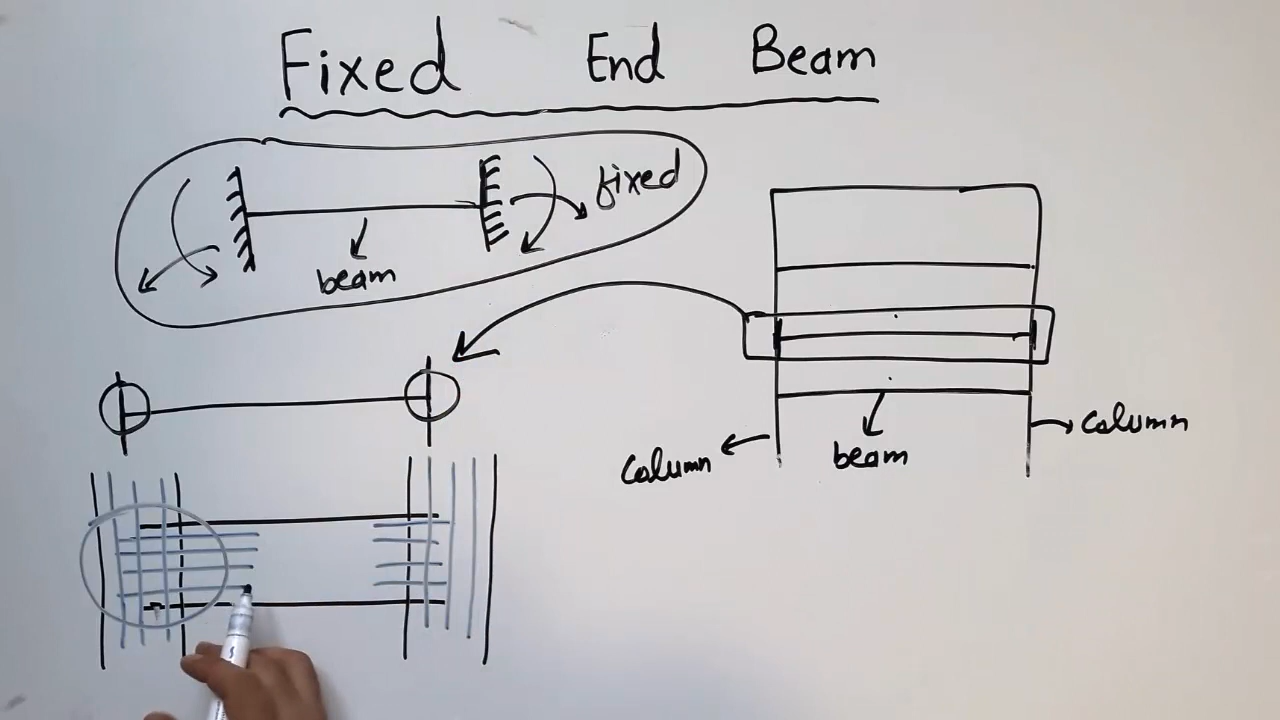 Fixed End Beam
fixed
beam
column
column
beam